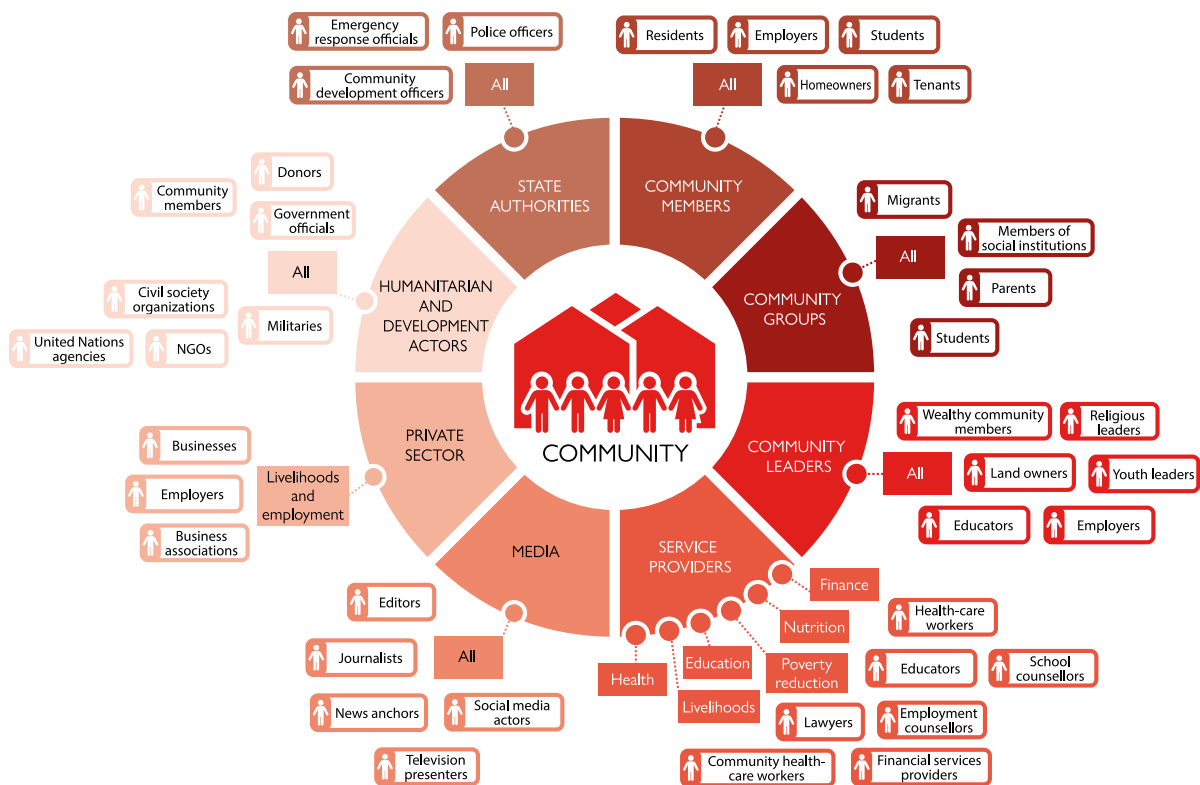 Emergency
response officials
Police officers
Community
development officers
All
Residents
Employers
Students
All
Homeowners
Tenants
STATE
AUTHORITIES
COMMUNITY
MEMBERS
Community
members
Donors
Government
officials
All
Civil society
organizations
Militaries
United Nations
agencies
NGOs
HUMANITARIAN
AND
DEVELOPMENT
ACTORS
Migrants
Members of
social institutions
All
Parents
Students
COMMUNITY
GROUPS
COMMUNITY
PRIVATE
SECTOR
Businesses
Employers
Livelihoods
and
employment
Business
associations
COMMUNITY
LEADERS
Wealthy community
members
Religious
leaders
All
Land owners
Youth leaders
Educators
Employers
MEDIA
SERVICE
PROVIDERS
Editors
Journalists
All
News anchors
Social media
actors
Television
presenters
Finance
Nutrition
Education
Poverty
reduction
Health
Livelihoods
Health-care
workers
Educators
School
counsellors
Lawyers
Employment
counsellors
Community health-
care workers
Financial services
providers